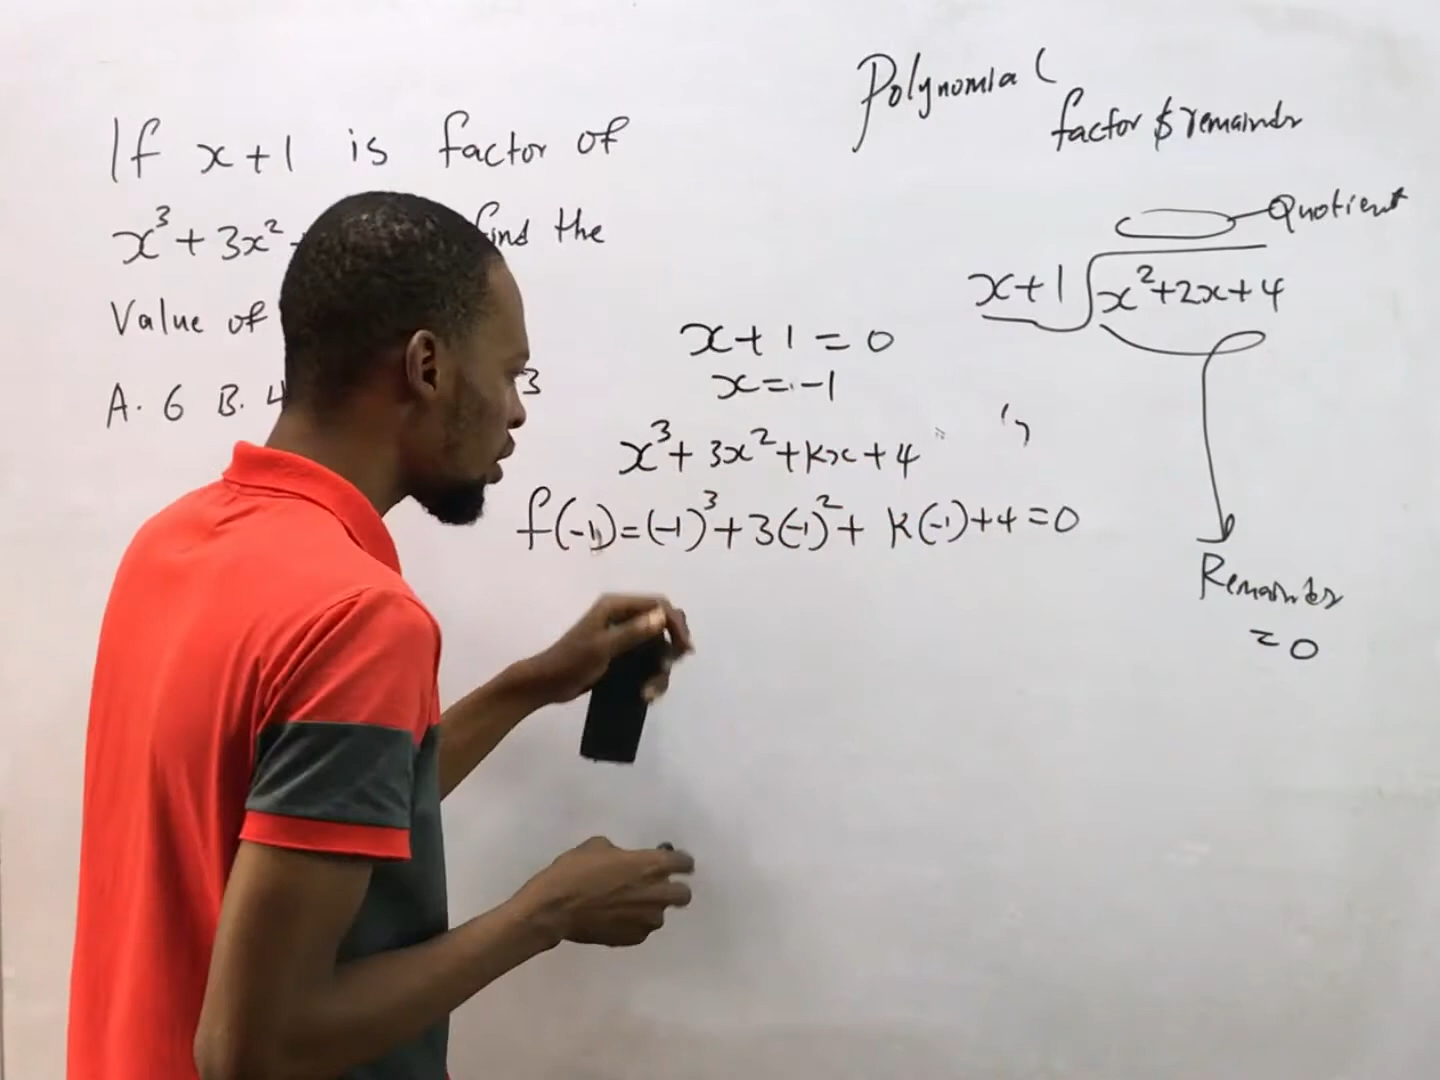 Polynomial
factor & remainder
If x+1 is factor of
x³+3x² find the
Value of
A. 6 B. 4 3
Quotient
x+1 x²+2x+4
x+1=0
x=-1
x³+3x²+kx+4
f(-1)=(-1)³+3(-1)²+ k(-1)+4=0
Remainder
=0